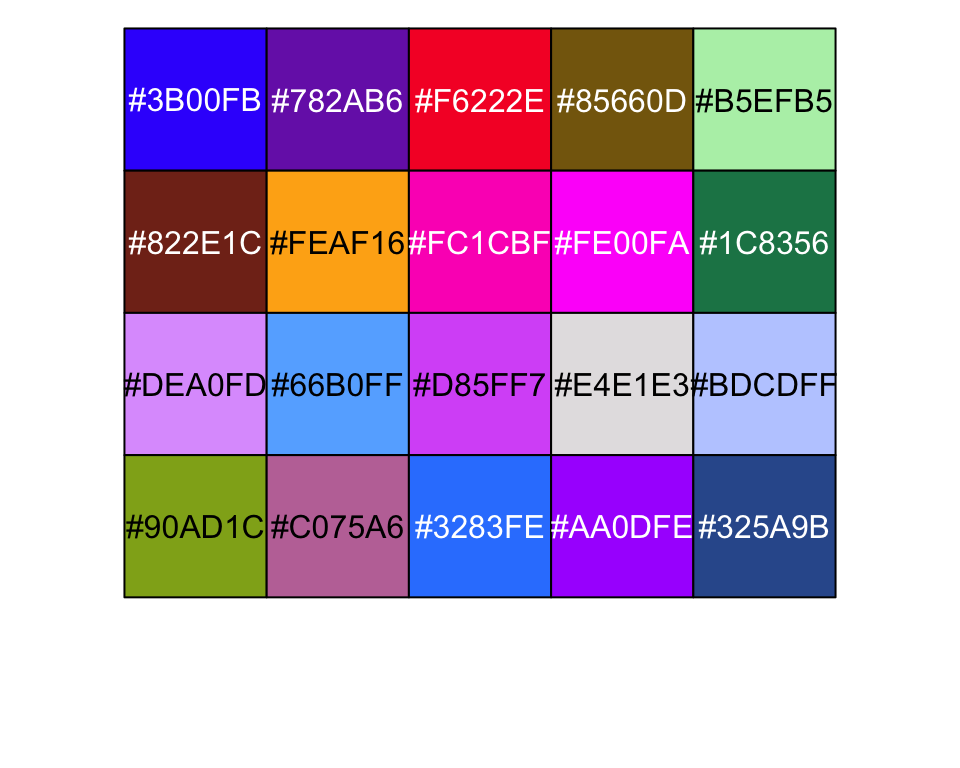 #3B00FB #782AB6 #F6222E #85660D #B5EFB5
#822E1C #FEAF16 #FC1CBF #FE00FA #1C8356
#DEA0FD #66B0FF #D85FF7 #E4E1E3 #BDCDFF
#90AD1C #C075A6 #3283FE #AA0DFE #325A9B